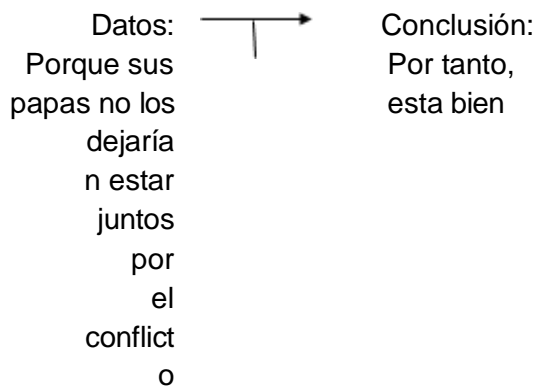 Datos:
Porque sus
papas no los
dejaría
n estar
juntos
por
el
conflict
o
Conclusión:
Por tanto,
esta bien